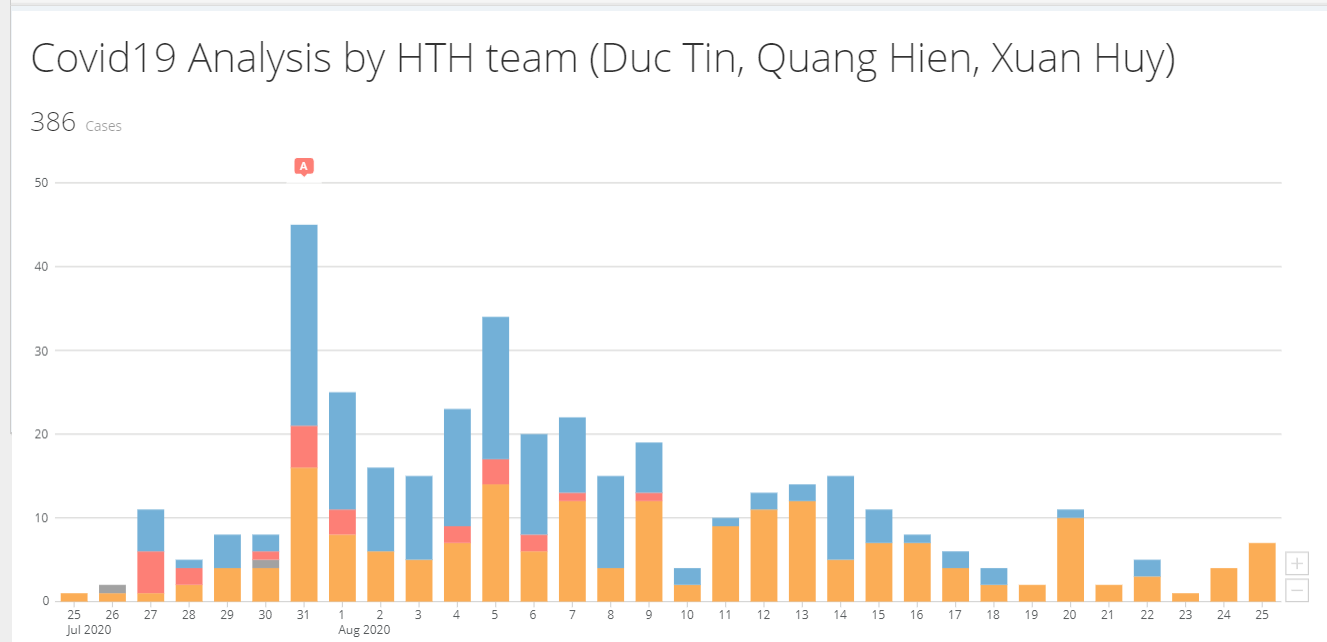 Covid19 Analysis by HTH team (Duc Tin, Quang Hien, Xuan Huy)
386 Cases
A
50
40
30
20
10
0
25 26 27 28 29 30 31 1 2 3 4 5 6 7 8 9 10 11 12 13 14 15 16 17 18 19 20 21 22 23 24 25
Jul 2020 Aug 2020
+
−